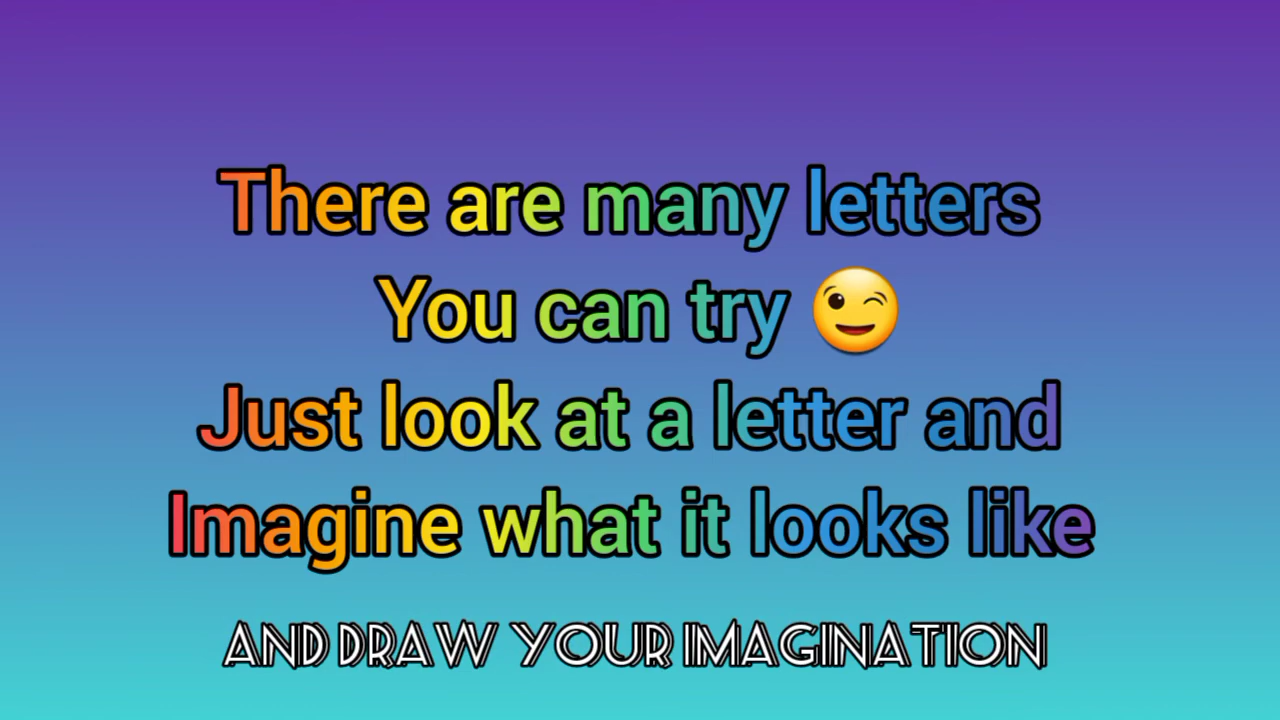 There are many letters
You can try 😉
Just look at a letter and
Imagine what it looks like
AND DRAW YOUR IMAGINATION